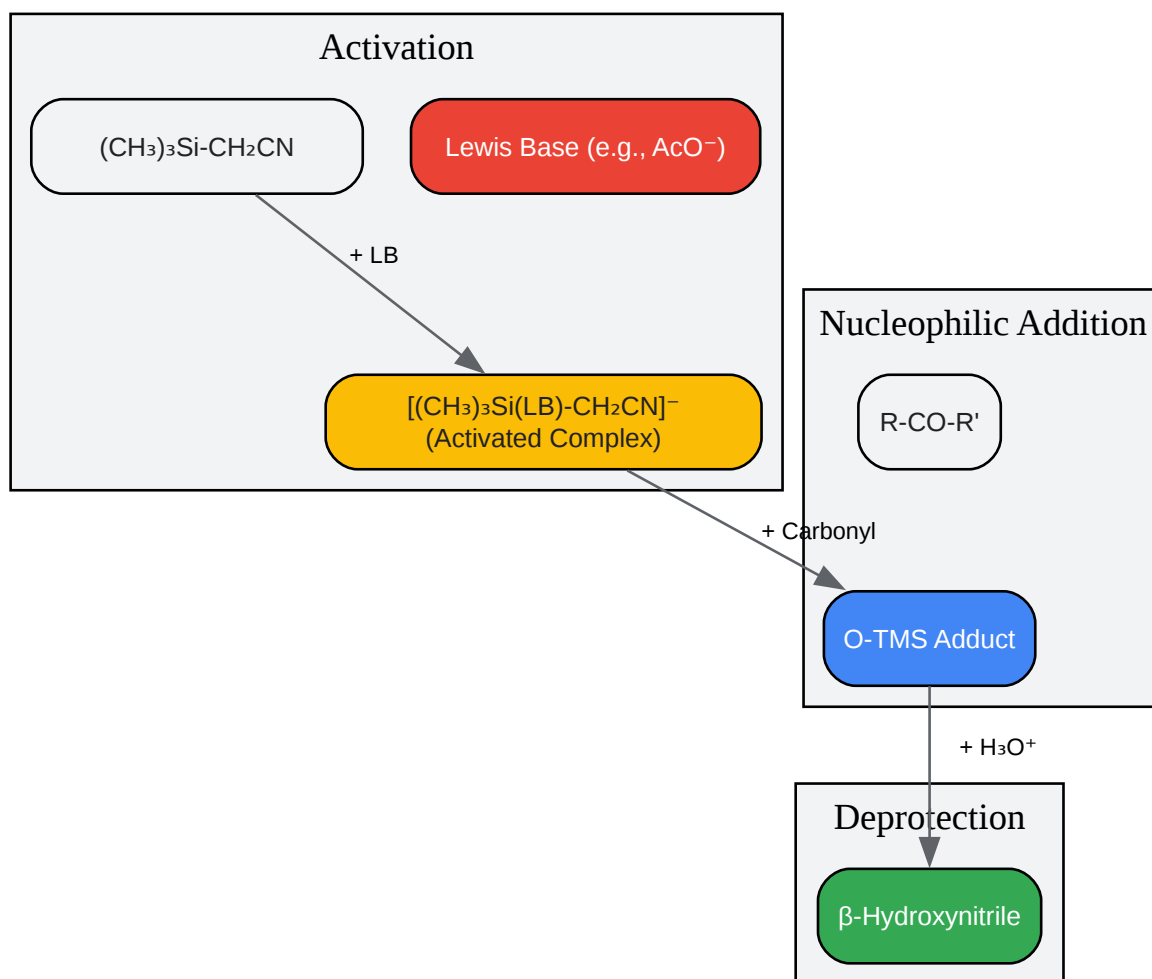 Activation
(CH₃)₃Si-CH₂CN
Lewis Base (e.g., AcO⁻)
+ LB
[(CH₃)₃Si(LB)-CH₂CN]⁻
(Activated Complex)
Nucleophilic Addition
R-CO-R'
+ Carbonyl
O-TMS Adduct
+ H₃O⁺
Deprotection
β-Hydroxynitrile